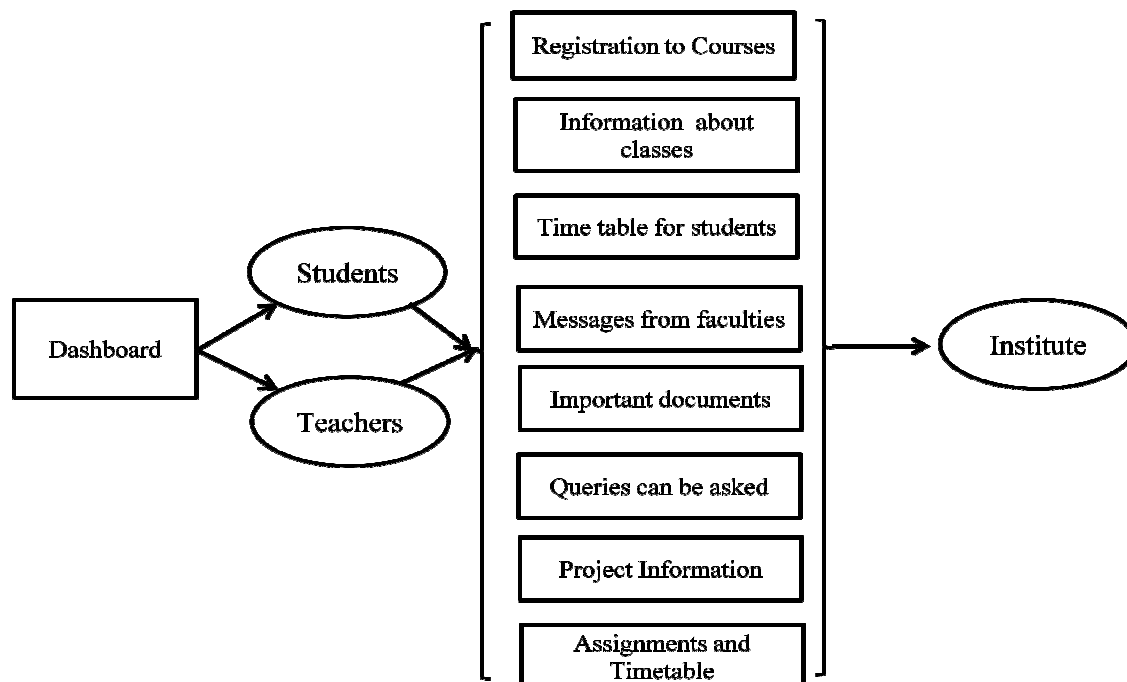 Registration to Courses
Information about
classes
Time table for students
Students
Messages from faculties
Dashboard
Institute
Important documents
Teachers
Queries can be asked
Project Information
Assignments and
Timetable